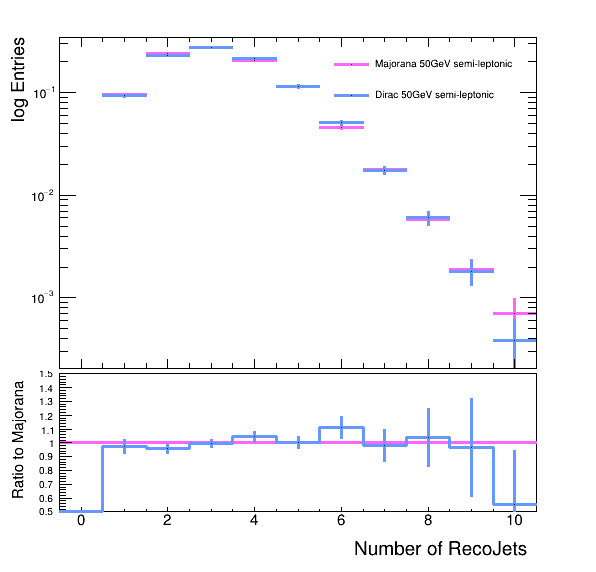 log Entries
Majorana 50GeV semi-leptonic
Dirac 50GeV semi-leptonic
10⁻¹
10⁻²
10⁻³
Ratio to Majorana
1.5
1.4
1.3
1.2
1.1
1
0.9
0.8
0.7
0.6
0.5
0 2 4 6 8 10
Number of RecoJets